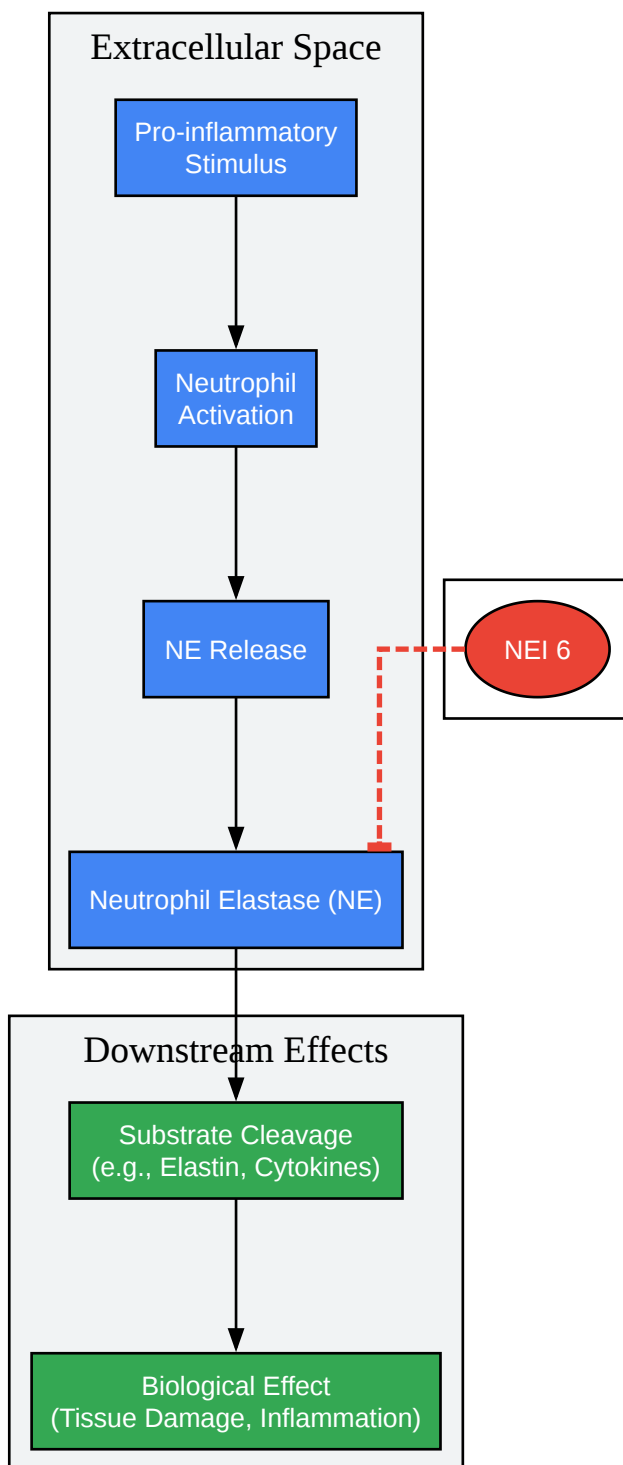 Extracellular Space
Pro-inflammatory
Stimulus
Neutrophil
Activation
NE Release
NEI 6
Neutrophil Elastase (NE)
Downstream Effects
Substrate Cleavage
(e.g., Elastin, Cytokines)
Biological Effect
(Tissue Damage, Inflammation)